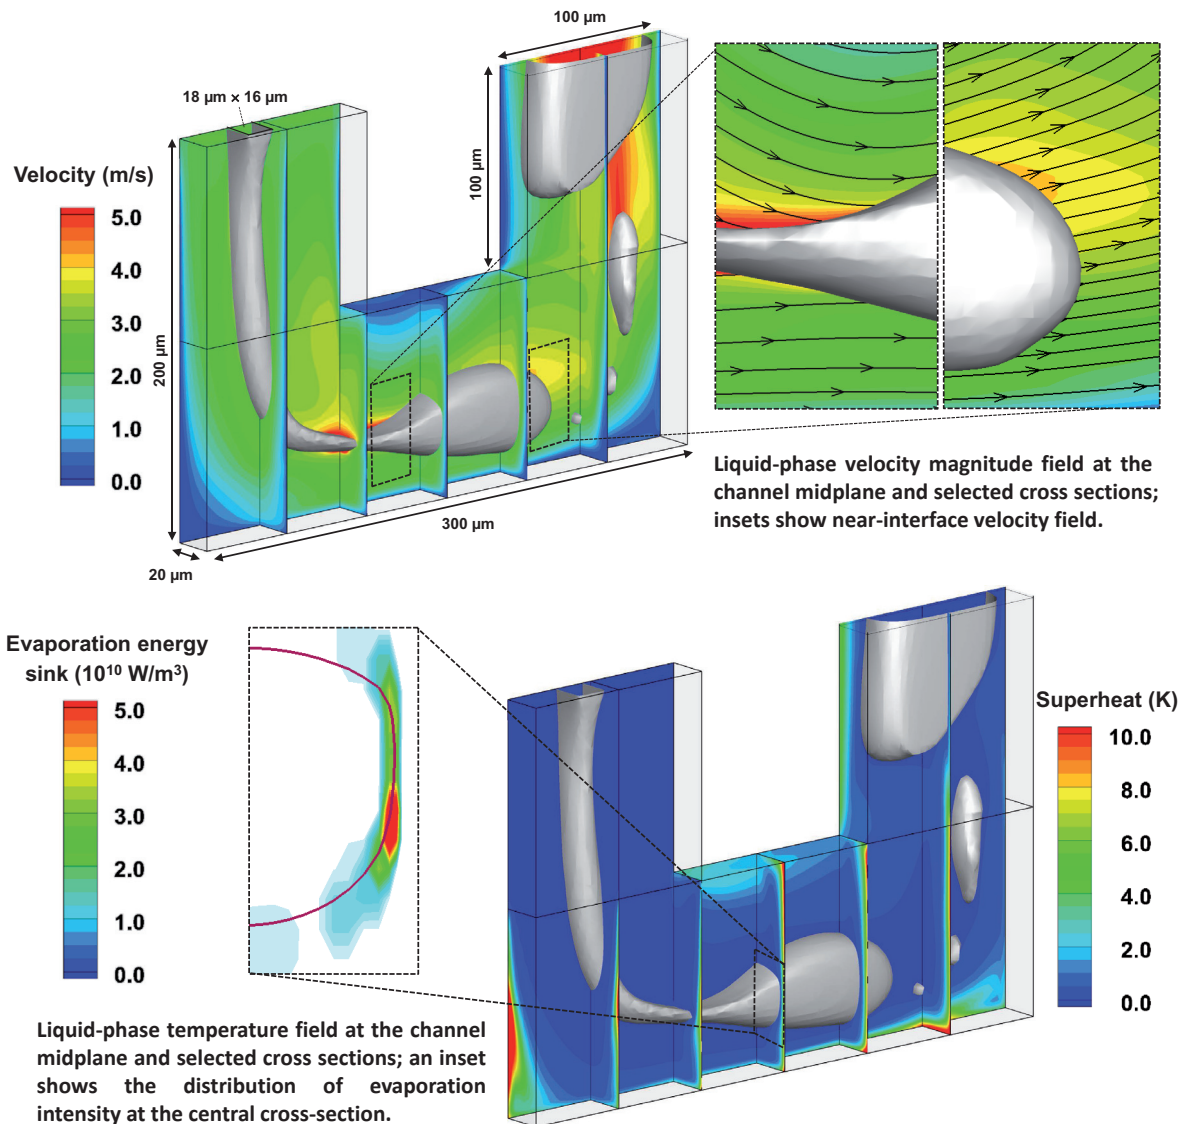 100 µm
18 µm × 16 µm
Velocity (m/s)
5.0
4.0
3.0
2.0
1.0
0.0
200 µm
100 µm
300 µm
20 µm
Liquid-phase velocity magnitude field at the
channel midplane and selected cross sections;
insets show near-interface velocity field.
Evaporation energy
sink (10¹⁰ W/m³)
5.0
4.0
3.0
2.0
1.0
0.0
Superheat (K)
10.0
8.0
6.0
4.0
2.0
0.0
Liquid-phase temperature field at the channel
midplane and selected cross sections; an inset
shows the distribution of evaporation
intensity at the central cross-section.